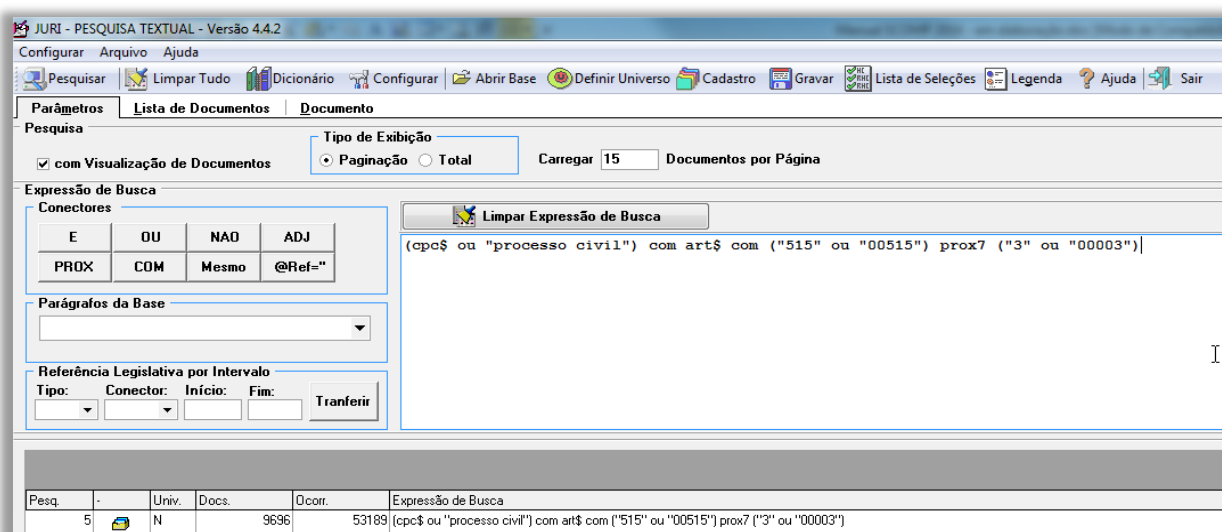 JURI - PESQUISA TEXTUAL - Versão 4.4.2
Configurar Arquivo Ajuda
Pesquisar Limpar Tudo Dicionário Configurar Abrir Base Definir Universo Cadastro Gravar Lista de Seleções Legenda Ajuda Sair
Parâmetros Lista de Documentos Documento
Pesquisa
Tipo de Exibição
com Visualização de Documentos Paginação Total Carregar 15 Documentos por Página
Expressão de Busca
Conectores
Limpar Expressão de Busca
E OU NAO ADJ
(cpc$ ou "processo civil") com art$ com ("515" ou "00515") prox7 ("3" ou "00003")
PROX COM Mesmo @Ref="
Parágrafos da Base
Referência Legislativa por Intervalo
Tipo: Conector: Início: Fim:
Tranferir
Pesq. - Univ. Docs. Ocorr. Expressão de Busca
5 N 9696 53189 (cpc$ ou "processo civil") com art$ com ("515" ou "00515") prox7 ("3" ou "00003")